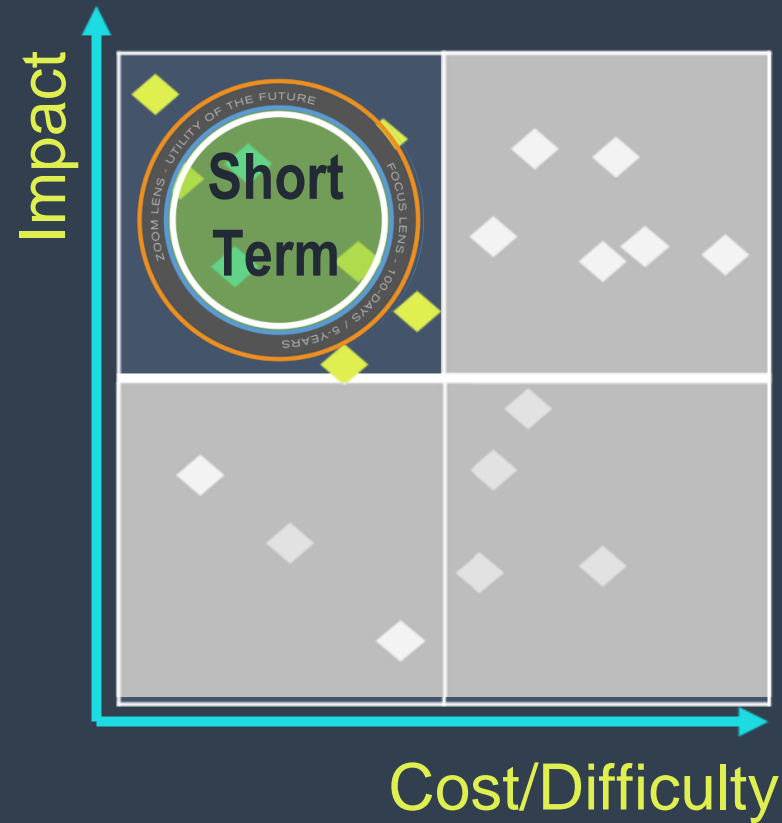 Impact
ZOOM LENS - UTILITY OF THE FUTURE
FOCUS LENS - 100-DAYS / 5-YEARS
Short
Term
Cost/Difficulty